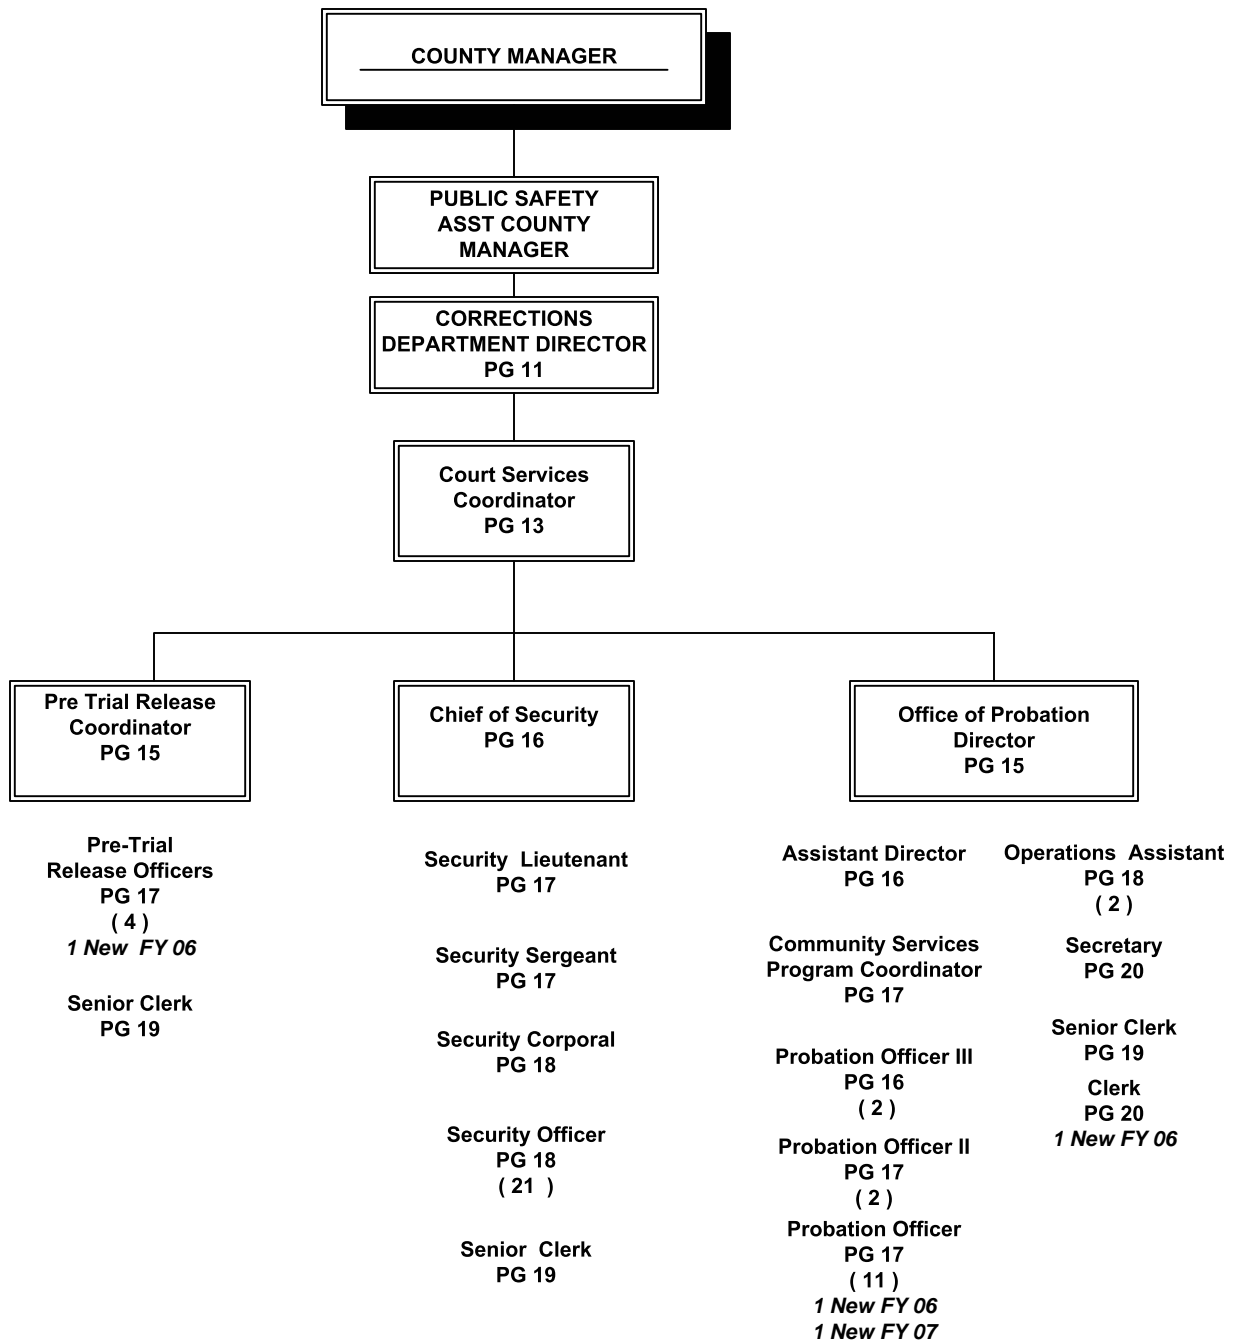 COUNTY MANAGER
PUBLIC SAFETY
ASST COUNTY
MANAGER
CORRECTIONS
DEPARTMENT DIRECTOR
PG 11
Court Services
Coordinator
PG 13
Pre Trial Release
Coordinator
PG 15
Chief of Security
PG 16
Office of Probation
Director
PG 15
Pre-Trial
Release Officers
PG 17
( 4 )
1 New FY 06
Senior Clerk
PG 19
Security Lieutenant
PG 17
Security Sergeant
PG 17
Security Corporal
PG 18
Security Officer
PG 18
( 21 )
Senior Clerk
PG 19
Assistant Director
PG 16
Community Services
Program Coordinator
PG 17
Probation Officer III
PG 16
( 2 )
Probation Officer II
PG 17
( 2 )
Probation Officer
PG 17
( 11 )
1 New FY 06
1 New FY 07
Operations Assistant
PG 18
( 2 )
Secretary
PG 20
Senior Clerk
PG 19
Clerk
PG 20
1 New FY 06